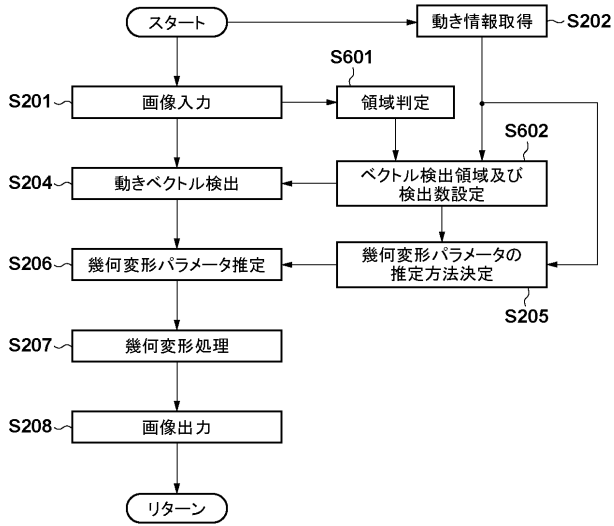 スタート
動き情報取得
S202
S601
S201
画像入力
領域判定
S602
S204
動きベクトル検出
ベクトル検出領域及び
検出数設定
S206
幾何変形パラメータ推定
幾何変形パラメータの
推定方法決定
S205
S207
幾何変形処理
S208
画像出力
リターン